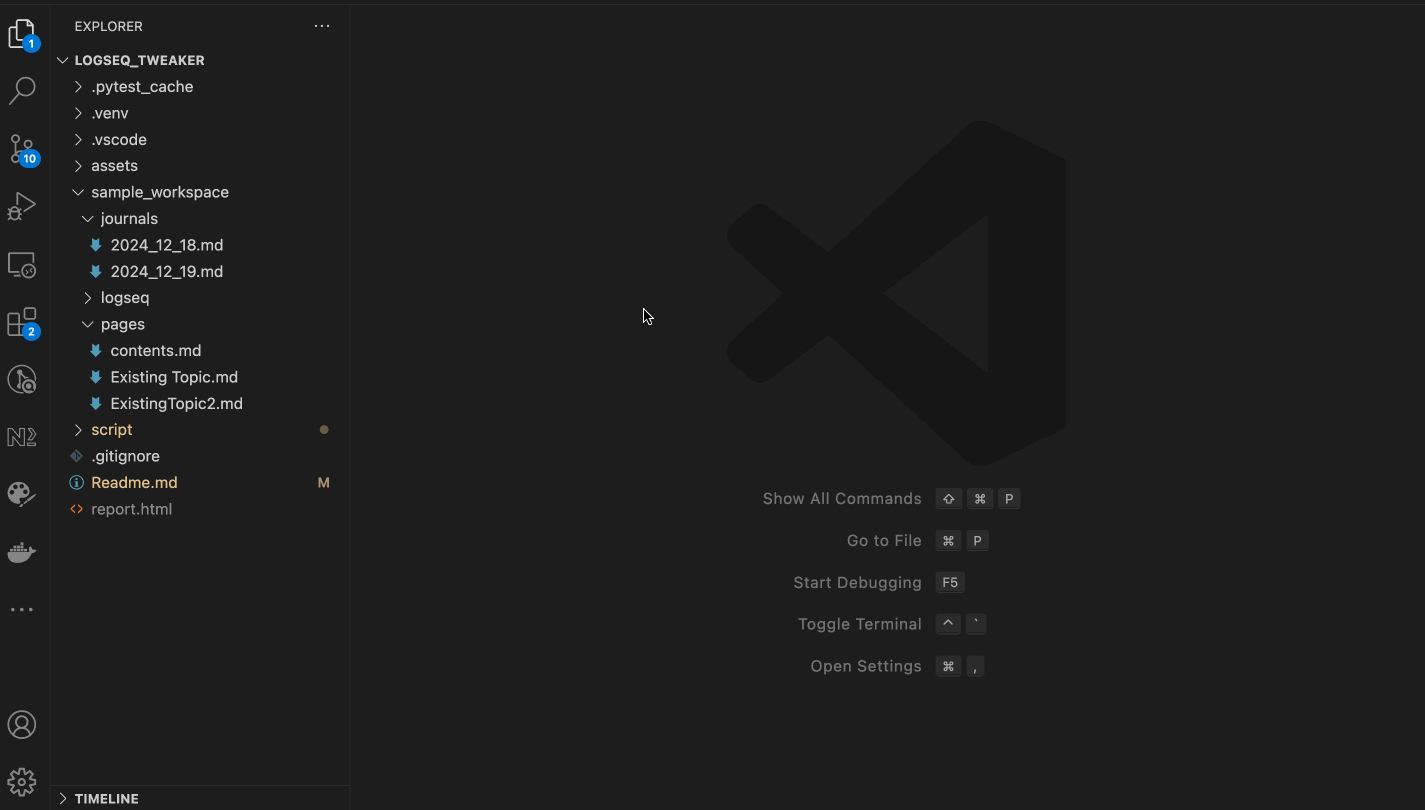 EXPLORER
LOGSEQ_TWEAKER
.pytest_cache
.venv
.vscode
assets
sample_workspace
journals
2024_12_18.md
2024_12_19.md
logseq
pages
contents.md
Existing Topic.md
ExistingTopic2.md
script
.gitignore
Readme.md M
report.html
TIMELINE
1
10
2
Show All Commands ⇧ ⌘ P
Go to File ⌘ P
Start Debugging F5
Toggle Terminal ^ `
Open Settings ⌘ ,